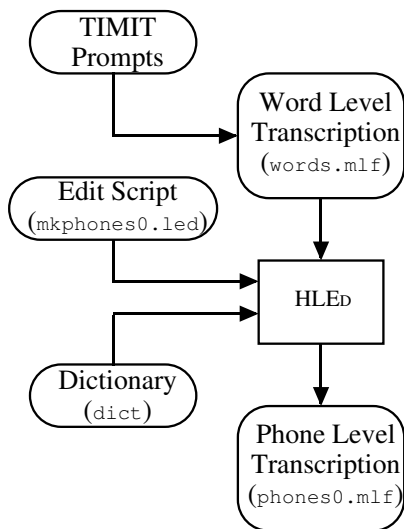 TIMIT
Prompts
Word Level
Transcription
(words.mlf)
Edit Script
(mkphones0.led)
HLED
Dictionary
(dict)
Phone Level
Transcription
(phones0.mlf)